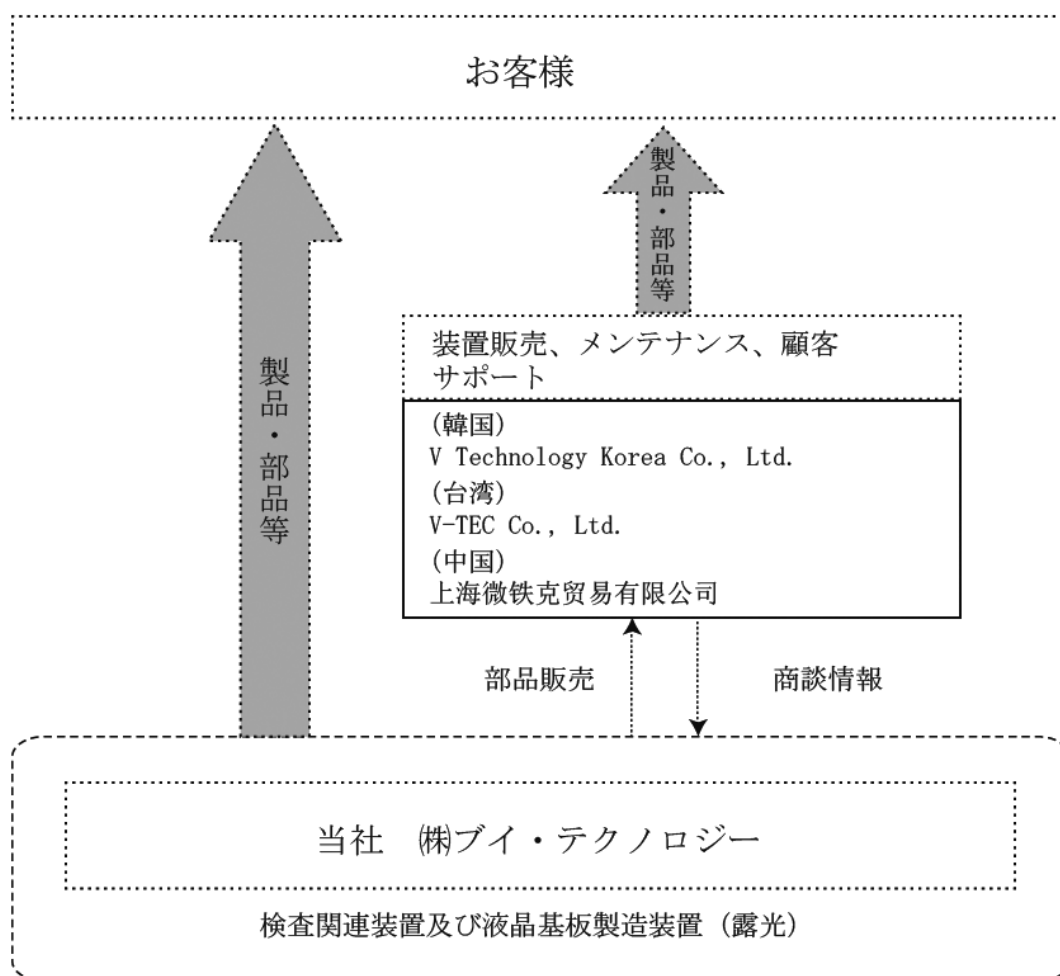 お客様
製品・部品等
製品・部品等
装置販売、メンテナンス、顧客
サポート
(韓国)
V Technology Korea Co., Ltd.
(台湾)
V-TEC Co., Ltd.
(中国)
上海微铁克贸易有限公司
部品販売
商談情報
当社　㈱ブイ・テクノロジー
検査関連装置及び液晶基板製造装置（露光）